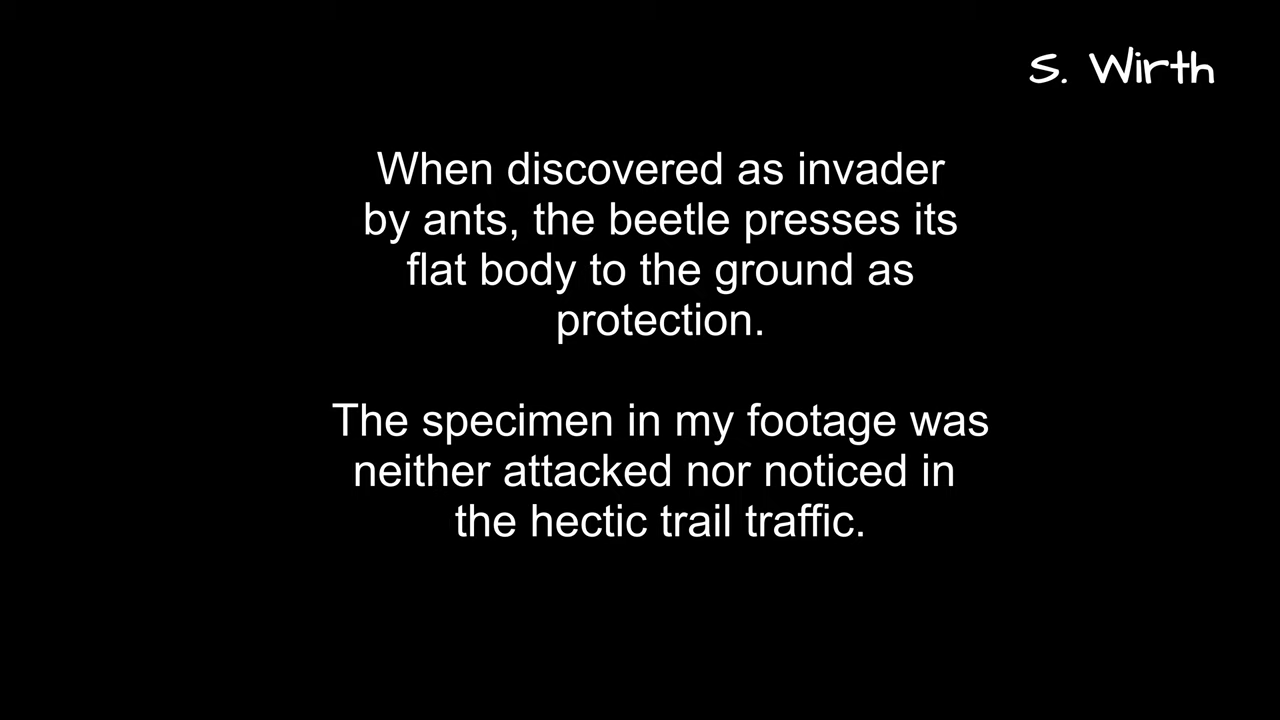 S. Wirth
When discovered as invader
by ants, the beetle presses its
flat body to the ground as
protection.
The specimen in my footage was
neither attacked nor noticed in
the hectic trail traffic.